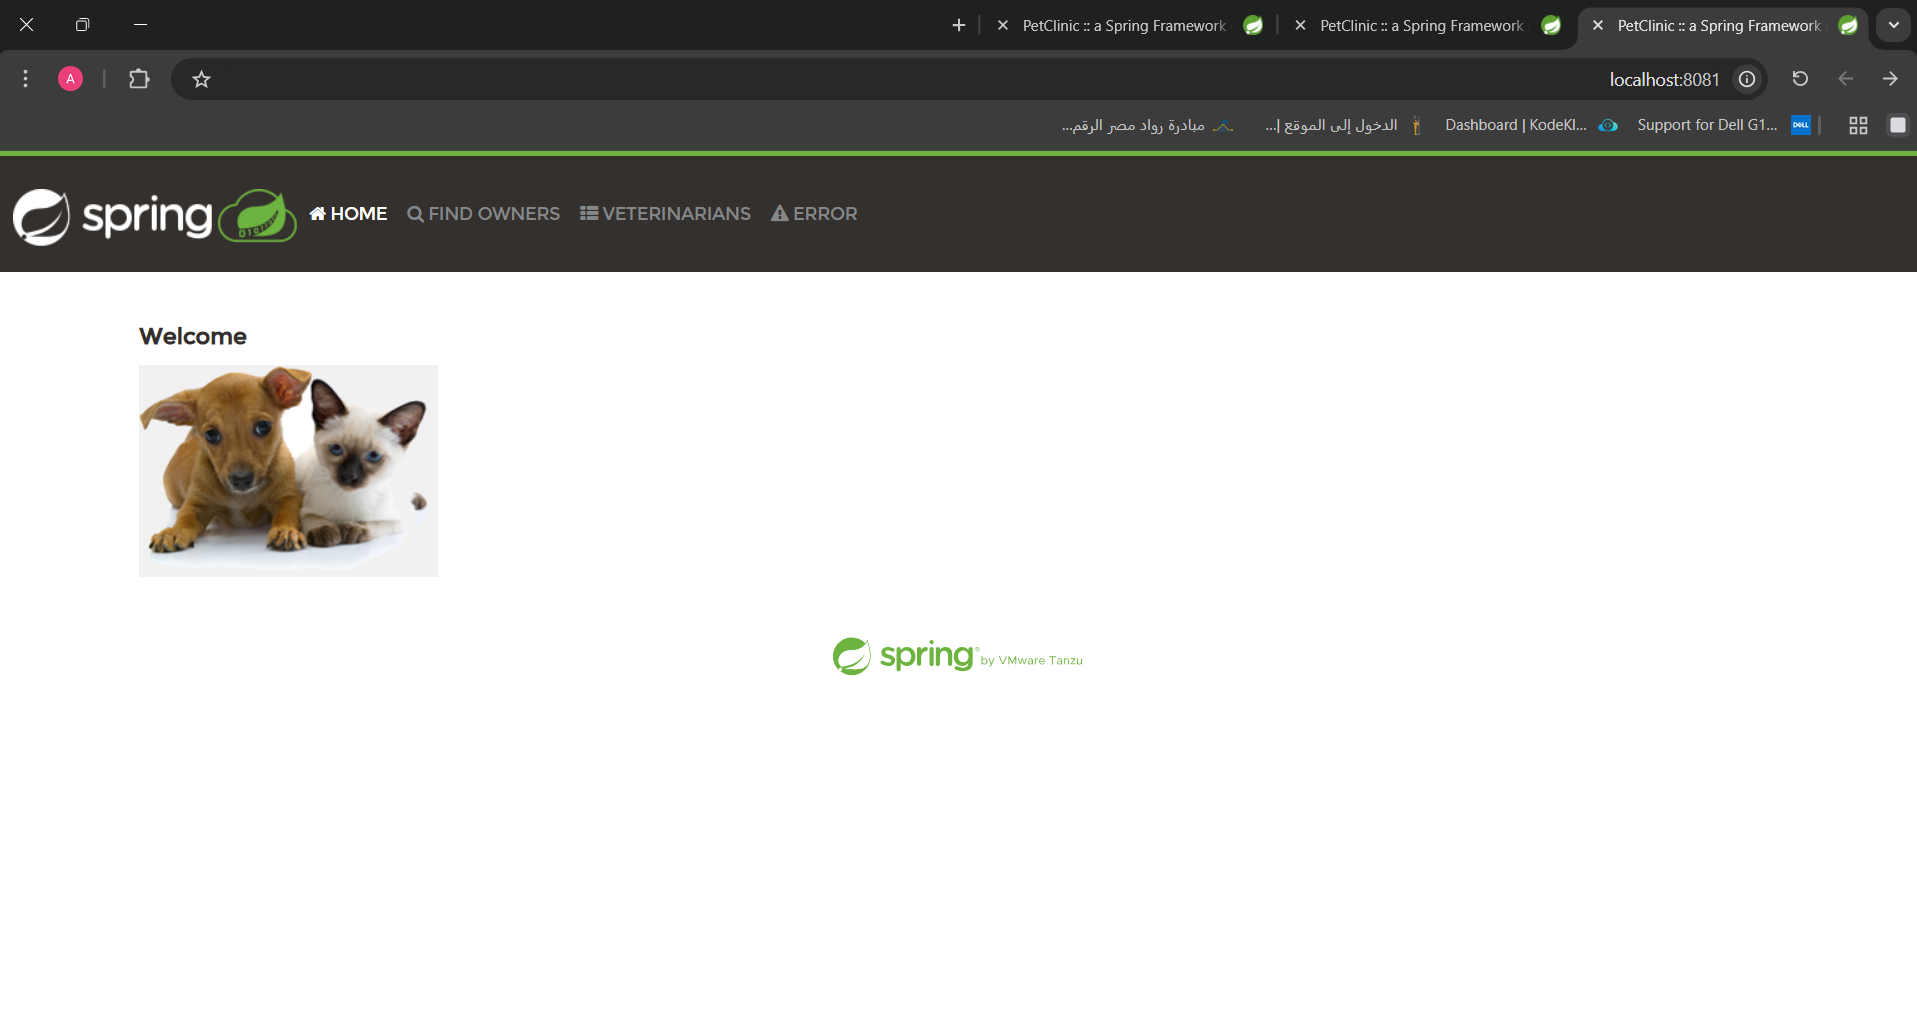 PetClinic :: a Spring Framework
PetClinic :: a Spring Framework
PetClinic :: a Spring Framework
A
localhost:8081
مبادرة رواد مصر الرقم...
الدخول إلى الموقع |...
Dashboard | KodeKl...
Support for Dell G1...
DELL
spring
HOME
FIND OWNERS
VETERINARIANS
ERROR
Welcome
spring by VMware Tanzu